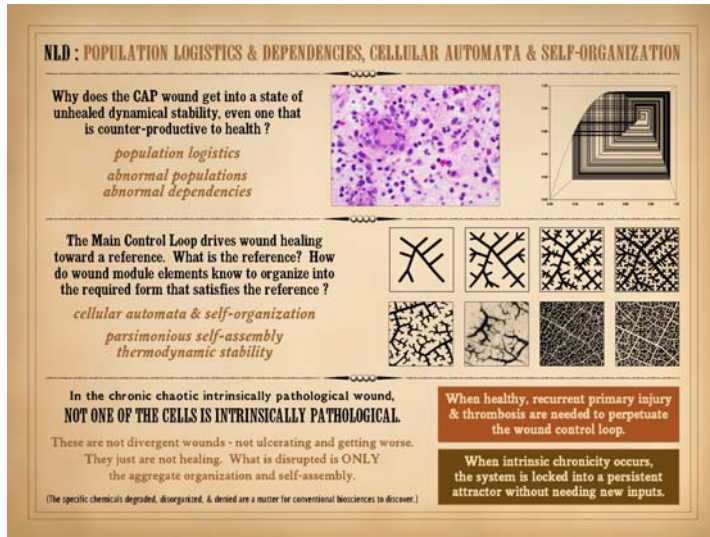 NLD : POPULATION LOGISTICS & DEPENDENCIES, CELLULAR AUTOMATA & SELF-ORGANIZATION
Why does the CAP wound get into a state of
unhealed dynamical stability, even one that
is counter-productive to health ?
population logistics
abnormal populations
abnormal dependencies
The Main Control Loop drives wound healing
toward a reference. What is the reference? How
do wound module elements know to organize into
the required form that satisfies the reference ?
cellular automata & self-organization
parsimonious self-assembly
thermodynamic stability
In the chronic chaotic intrinsically pathological wound,
NOT ONE OF THE CELLS IS INTRINSICALLY PATHOLOGICAL.
These are not divergent wounds - not ulcerating and getting worse.
They just are not healing. What is disrupted is ONLY
the aggregate organization and self-assembly.
(The specific chemicals degraded, disorganized, & denied are a matter for conventional biosciences to discover.)
When healthy, recurrent primary injury
& thrombosis are needed to perpetuate
the wound control loop.
When intrinsic chronicity occurs,
the system is locked into a persistent
attractor without needing new inputs.